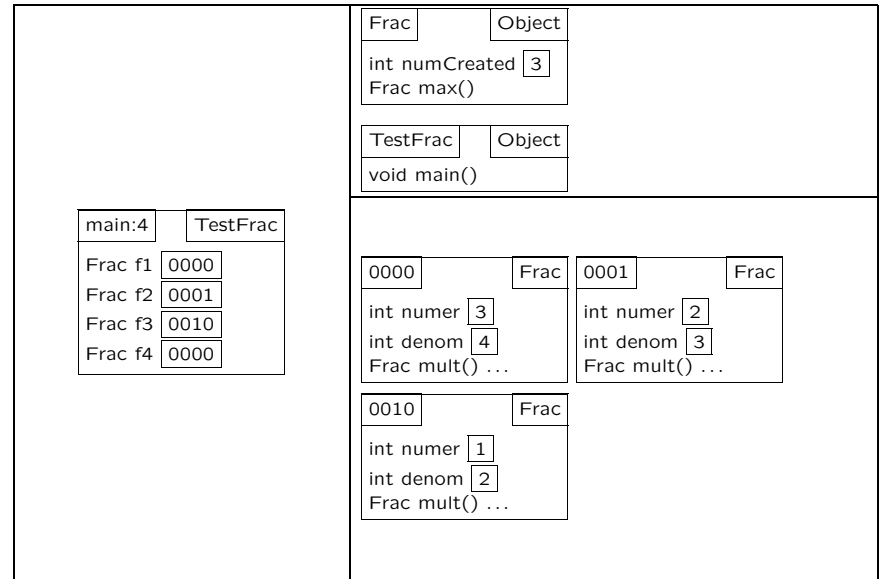 Frac Object
int numCreated 3
Frac max()
TestFrac Object
void main()
main:4 TestFrac
Frac f1 0000
Frac f2 0001
Frac f3 0010
Frac f4 0000
0000 Frac
int numer 3
int denom 4
Frac mult() ...
0001 Frac
int numer 2
int denom 3
Frac mult() ...
0010 Frac
int numer 1
int denom 2
Frac mult() ...